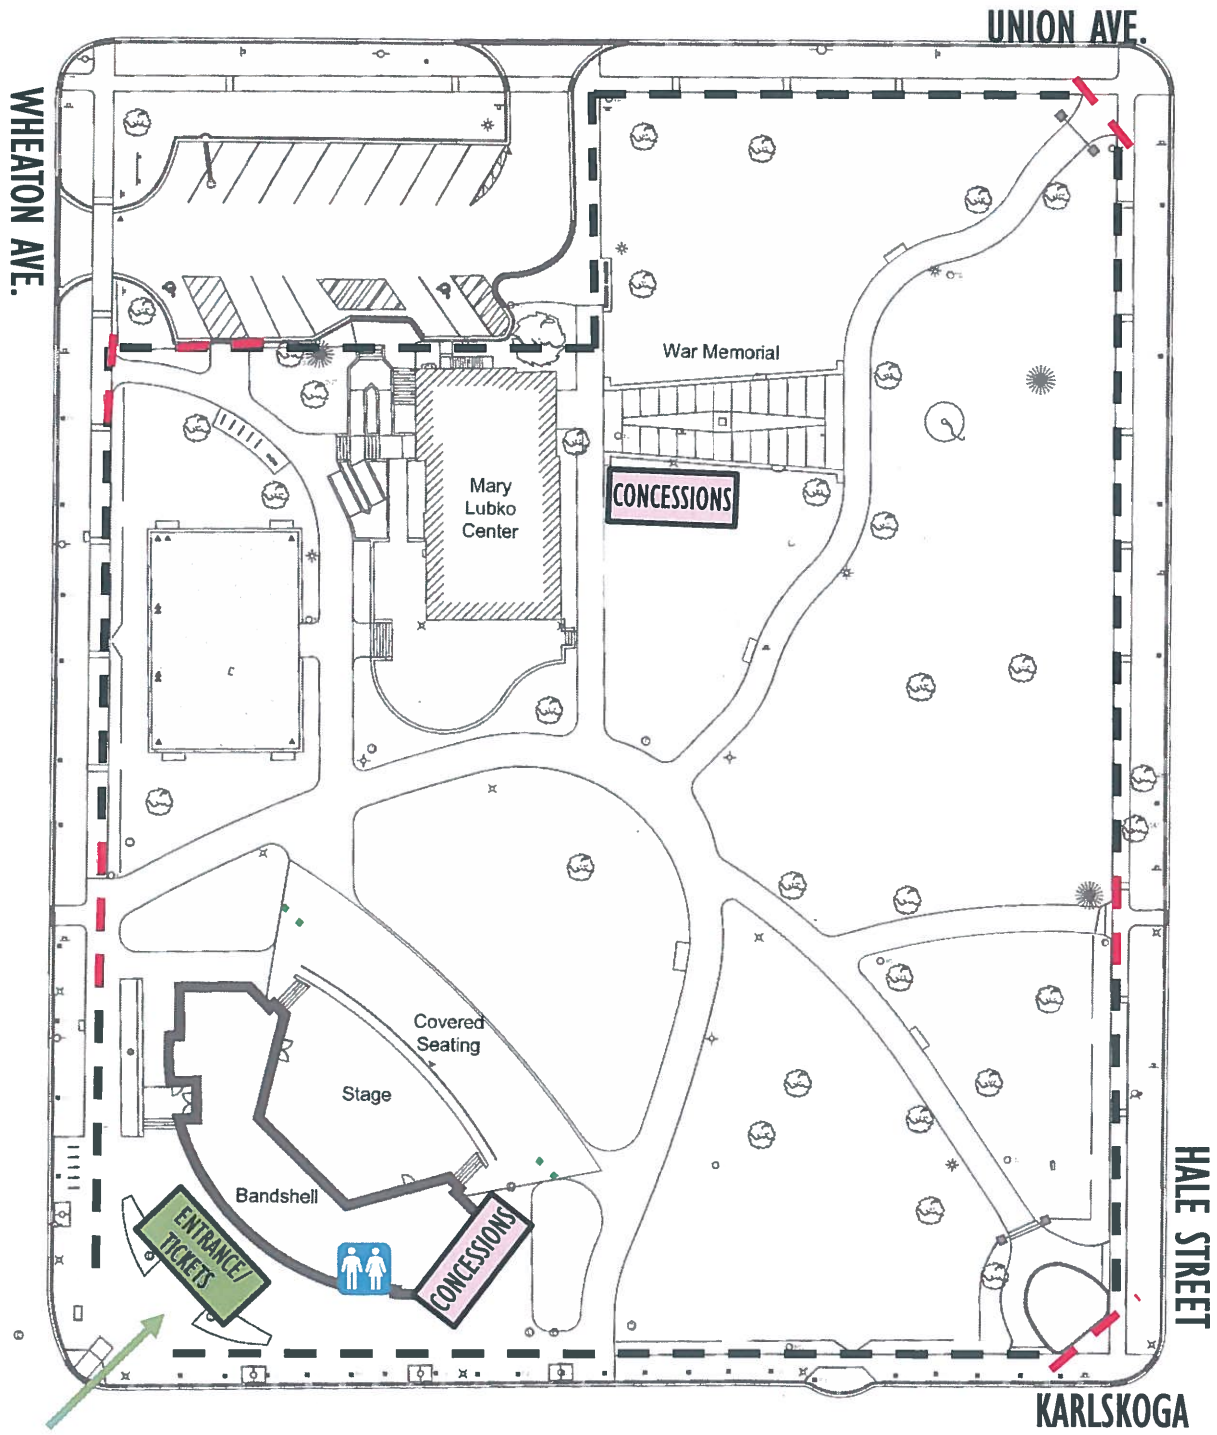 UNION AVE.
WHEATON AVE.
War Memorial
CONCESSIONS
Mary
Lubko
Center
C
Covered
Seating
Stage
Bandshell
ENTRANCE/
TICKETS
CONCESSIONS
HALE STREET
KARLSKOGA